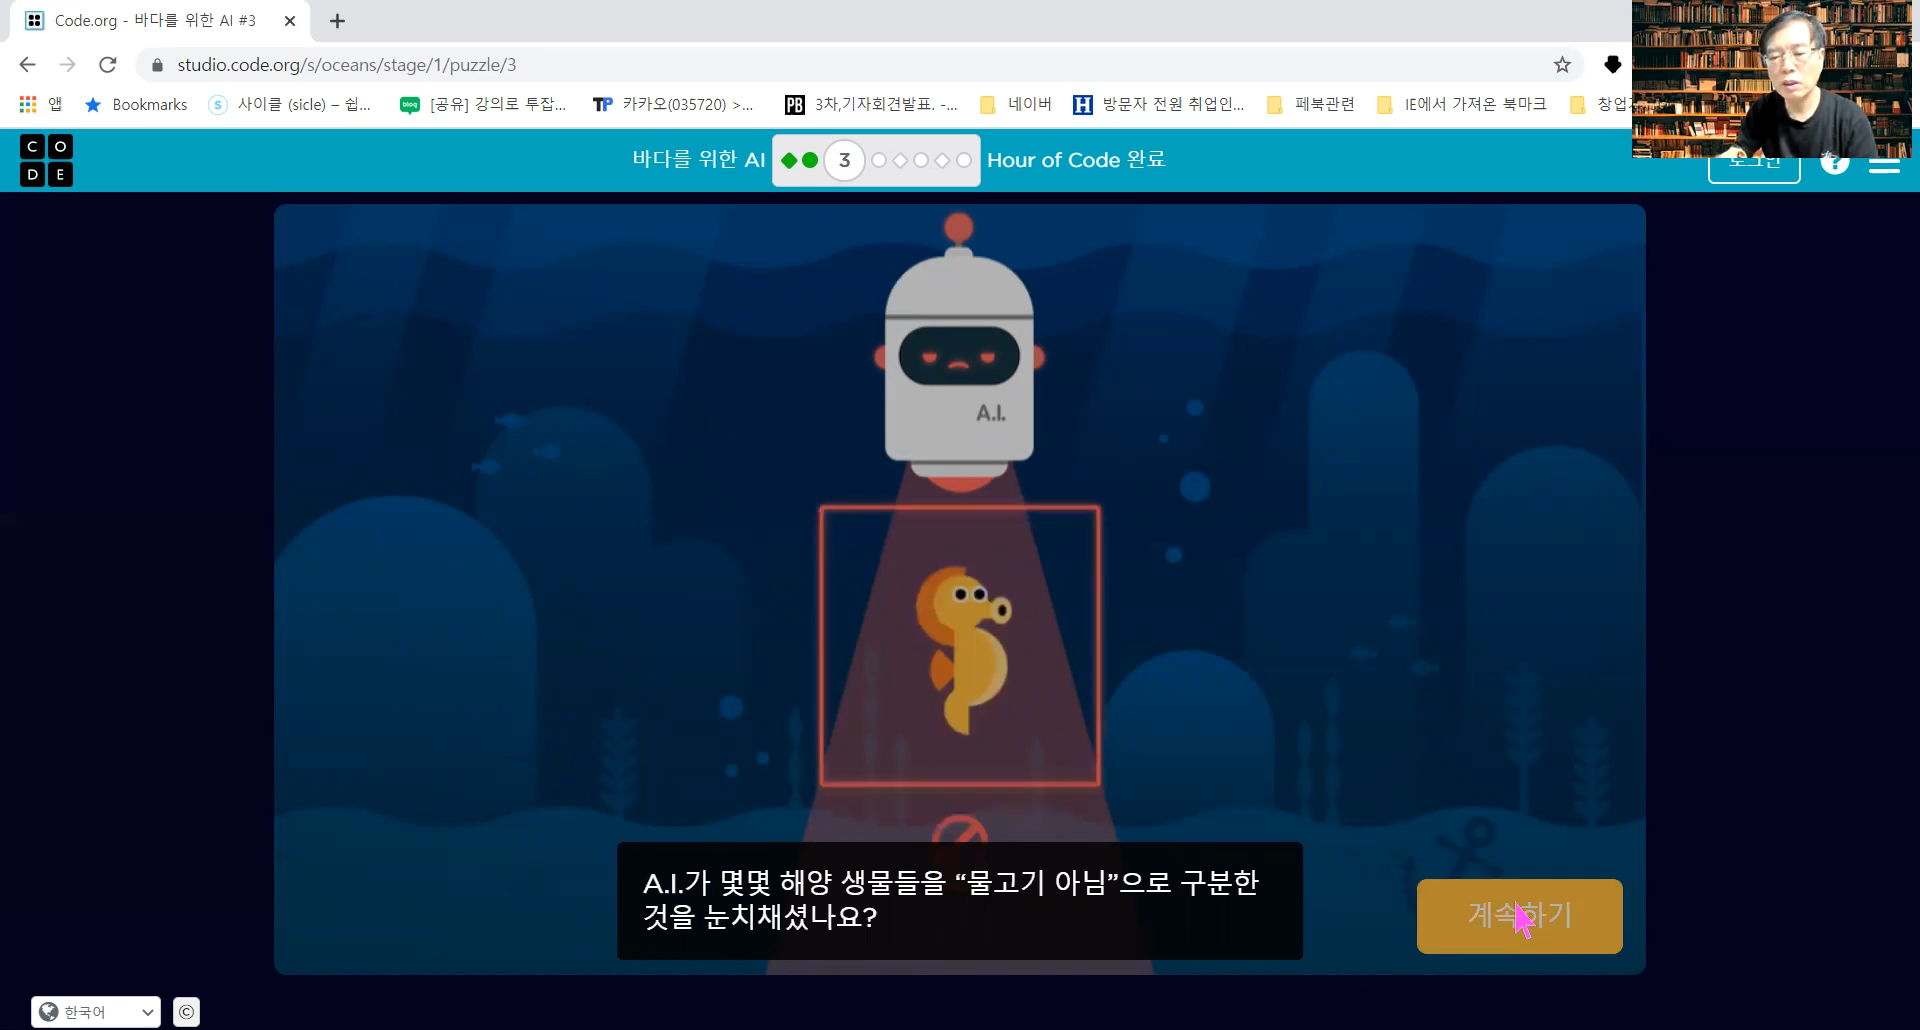 Code.org - 바다를 위한 AI #3
studio.code.org/s/oceans/stage/1/puzzle/3
앱 Bookmarks 사이클 (sicle) – 쉽... [공유] 강의로 투잡... 카카오(035720) >... 3차,기자회견발표. -... 네이버 방문자 전원 취업인... 페북관련 IE에서 가져온 북마크
CODE
바다를 위한 AI 3 Hour of Code 완료
로그인 ?
A.I.
A.I.가 몇몇 해양 생물들을 “물고기 아님”으로 구분한
것을 눈치채셨나요?
계속하기
한국어 ©